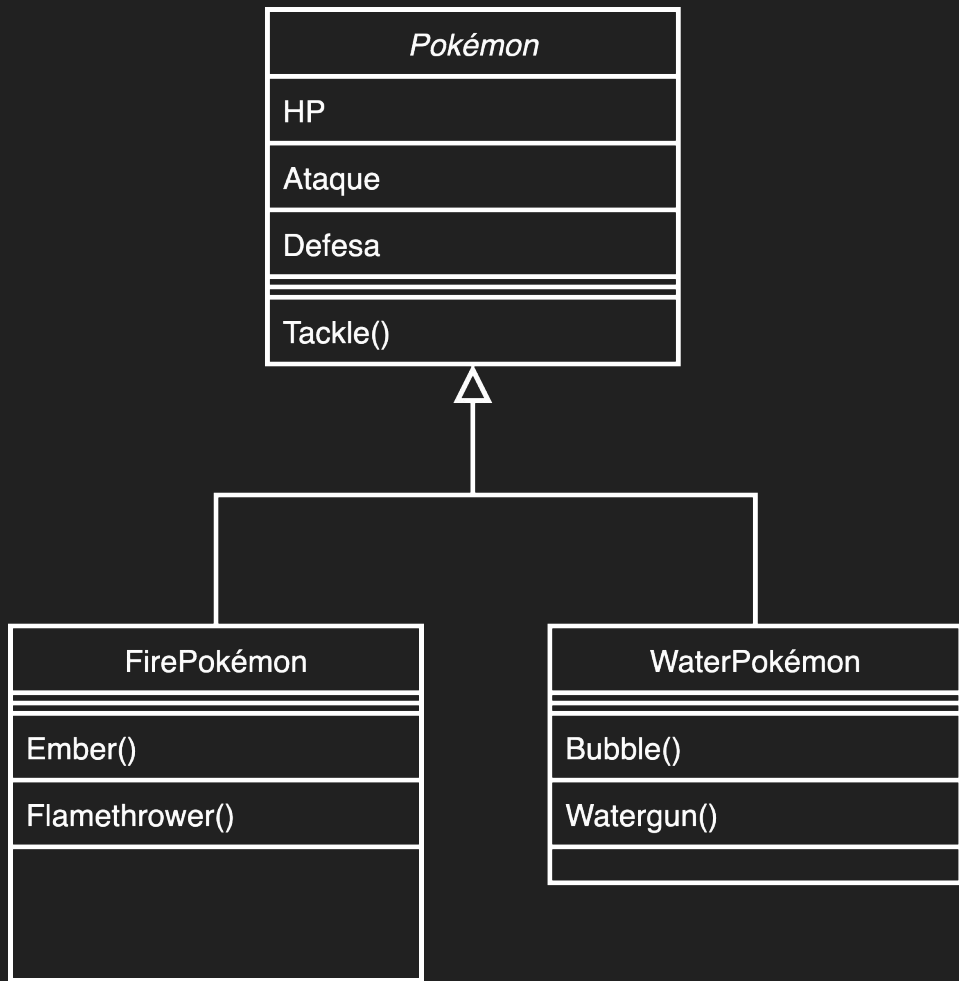 Pokémon
HP
Ataque
Defesa
Tackle()
FirePokémon
Ember()
Flamethrower()
WaterPokémon
Bubble()
Watergun()